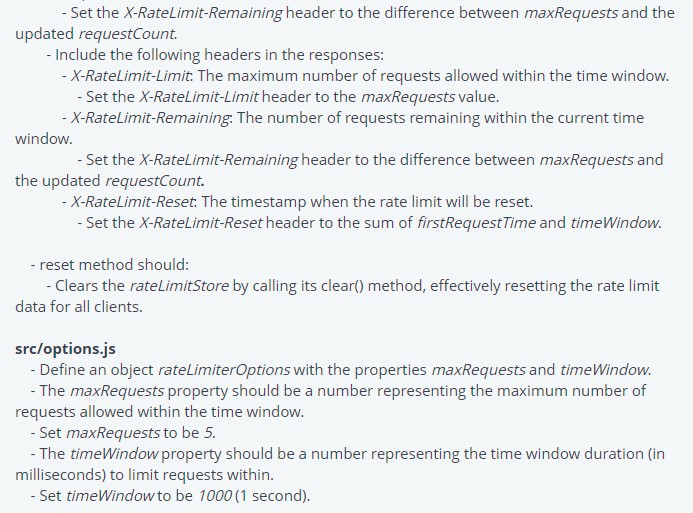 - Set the X-RateLimit-Remaining header to the difference between maxRequests and the
updated requestCount.
- Include the following headers in the responses:
- X-RateLimit-Limit: The maximum number of requests allowed within the time window.
- Set the X-RateLimit-Limit header to the maxRequests value.
- X-RateLimit-Remaining: The number of requests remaining within the current time
window.
- Set the X-RateLimit-Remaining header to the difference between maxRequests and
the updated requestCount.
- X-RateLimit-Reset: The timestamp when the rate limit will be reset.
- Set the X-RateLimit-Reset header to the sum of firstRequestTime and timeWindow.
- reset method should:
- Clears the rateLimitStore by calling its clear() method, effectively resetting the rate limit
data for all clients.
src/options.js
- Define an object rateLimiterOptions with the properties maxRequests and timeWindow.
- The maxRequests property should be a number representing the maximum number of
requests allowed within the time window.
- Set maxRequests to be 5.
- The timeWindow property should be a number representing the time window duration (in
milliseconds) to limit requests within.
- Set timeWindow to be 1000 (1 second).